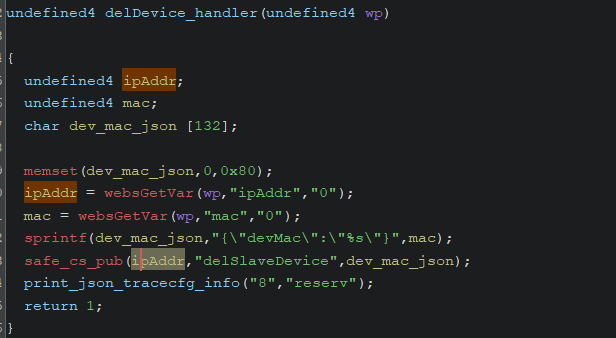 undefined4 delDevice_handler(undefined4 wp)
{
undefined4 ipAddr;
undefined4 mac;
char dev_mac_json [132];
memset(dev_mac_json,0,0x80);
ipAddr = websGetVar(wp,"ipAddr","0");
mac = websGetVar(wp,"mac","0");
sprintf(dev_mac_json,"{\"devMac\":\"%s\"}",mac);
safe_cs_pub(ipAddr,"delSlaveDevice",dev_mac_json);
print_json_tracecfg_info("8","reserv");
return 1;
}